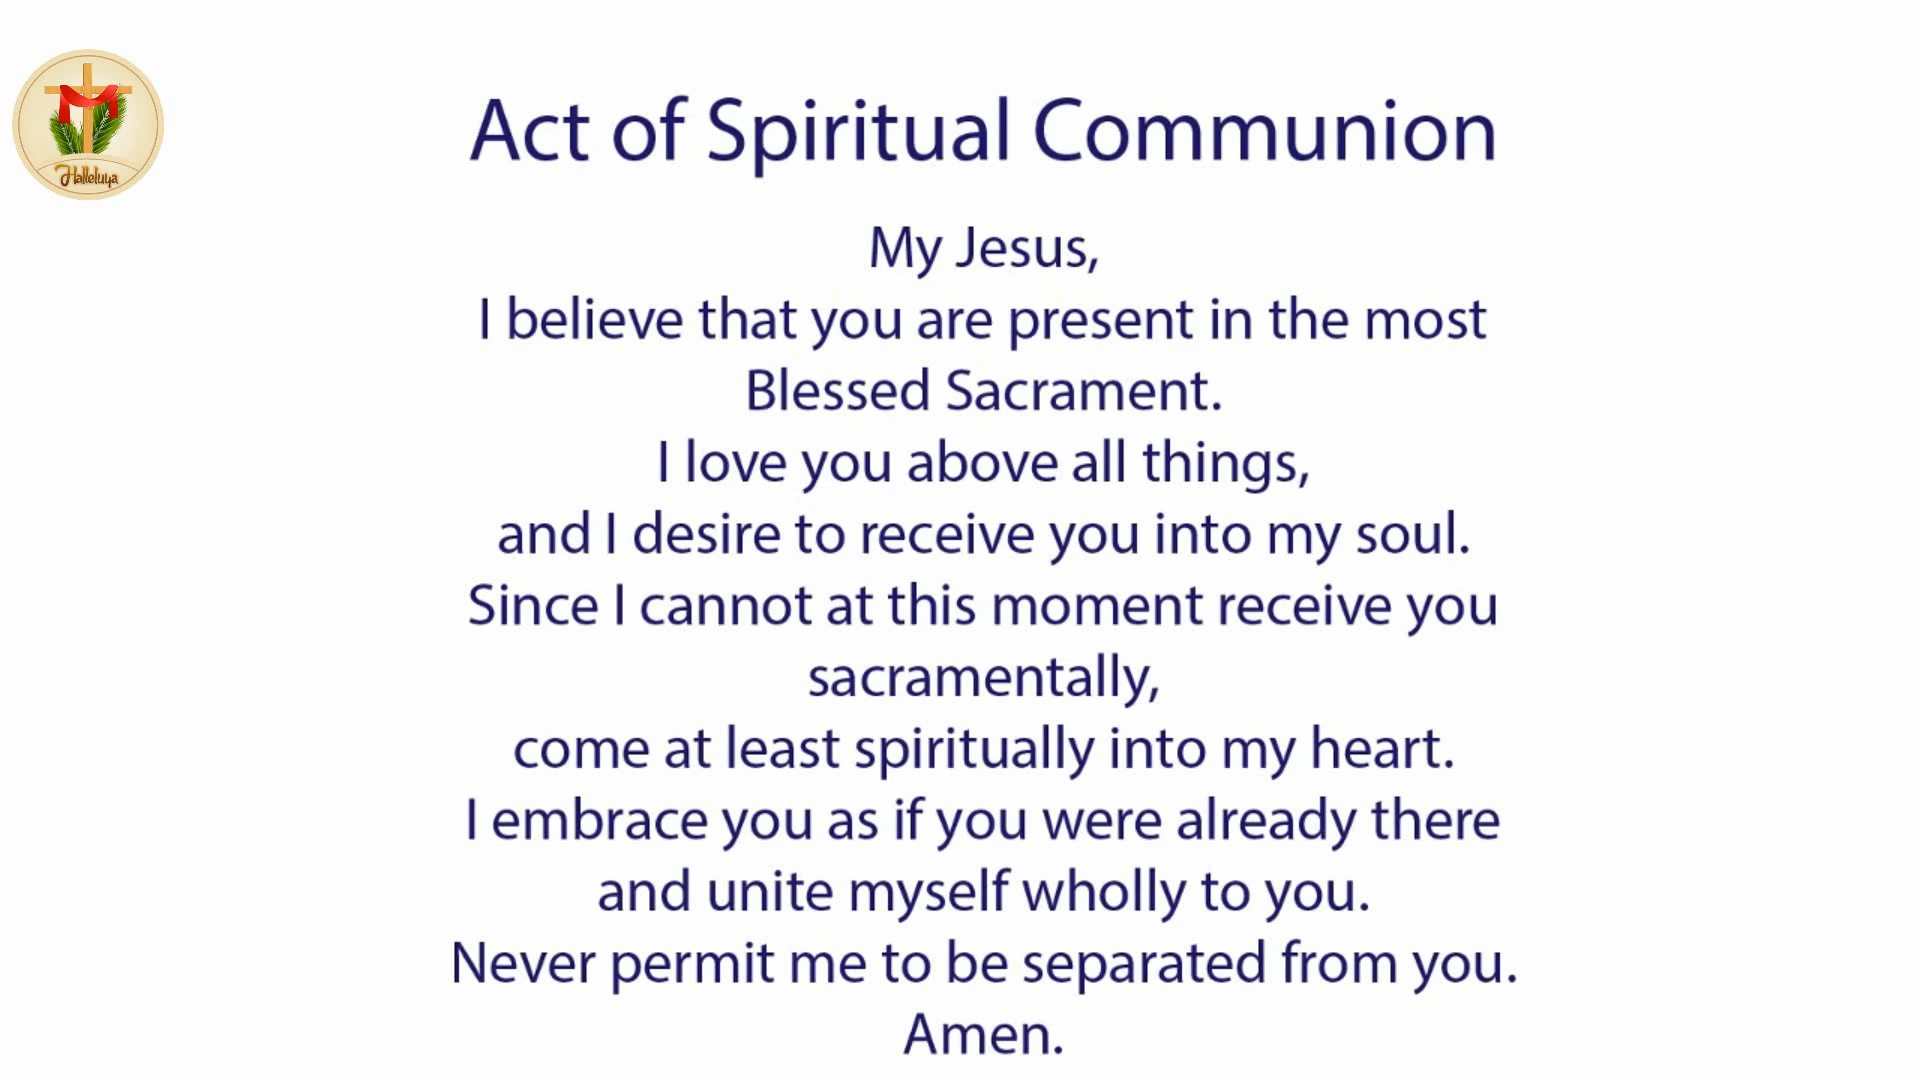 Halleluya
Act of Spiritual Communion
My Jesus,
I believe that you are present in the most
Blessed Sacrament.
I love you above all things,
and I desire to receive you into my soul.
Since I cannot at this moment receive you
sacramentally,
come at least spiritually into my heart.
I embrace you as if you were already there
and unite myself wholly to you.
Never permit me to be separated from you.
Amen.